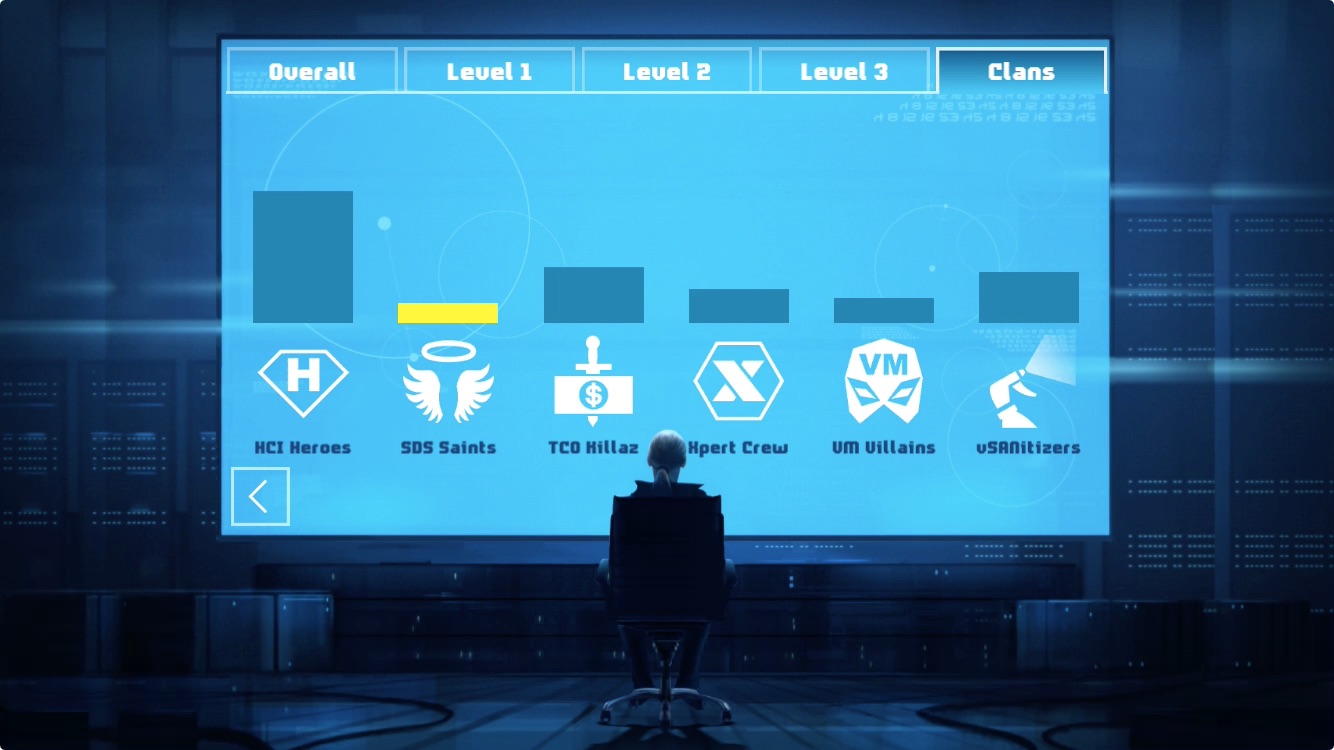 Overall
Level 1
Level 2
Level 3
Clans
H
$
X
VM
HCI Heroes
SDS Saints
TCO Killaz
Xpert Crew
VM Villains
vSANitizers